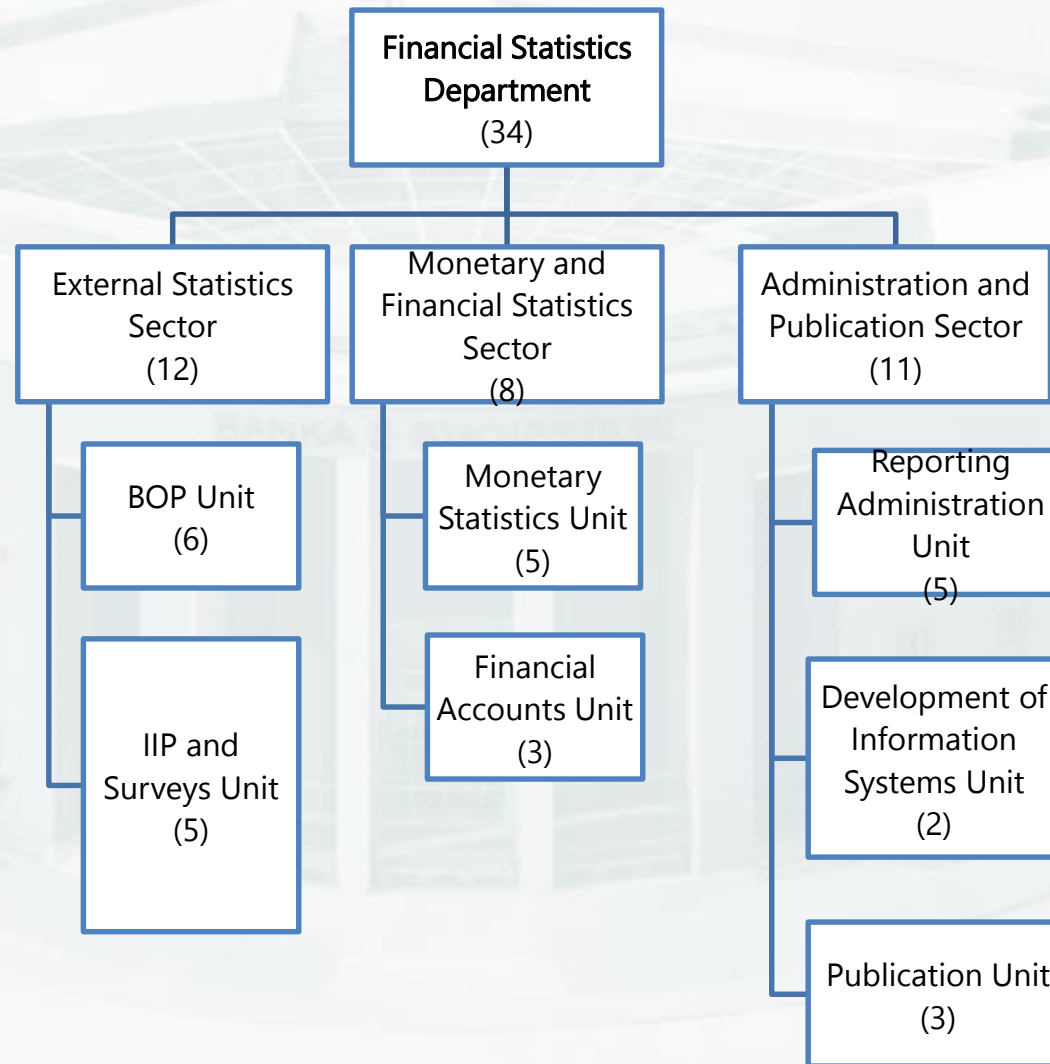 Financial Statistics
Department
(34)
External Statistics
Sector
(12)
Monetary and
Financial Statistics
Sector
(8)
Administration and
Publication Sector
(11)
BOP Unit
(6)
IIP and
Surveys Unit
(5)
Monetary
Statistics Unit
(5)
Financial
Accounts Unit
(3)
Reporting
Administration
Unit
(5)
Development of
Information
Systems Unit
(2)
Publication Unit
(3)
BANKA E SHQIPËRISË